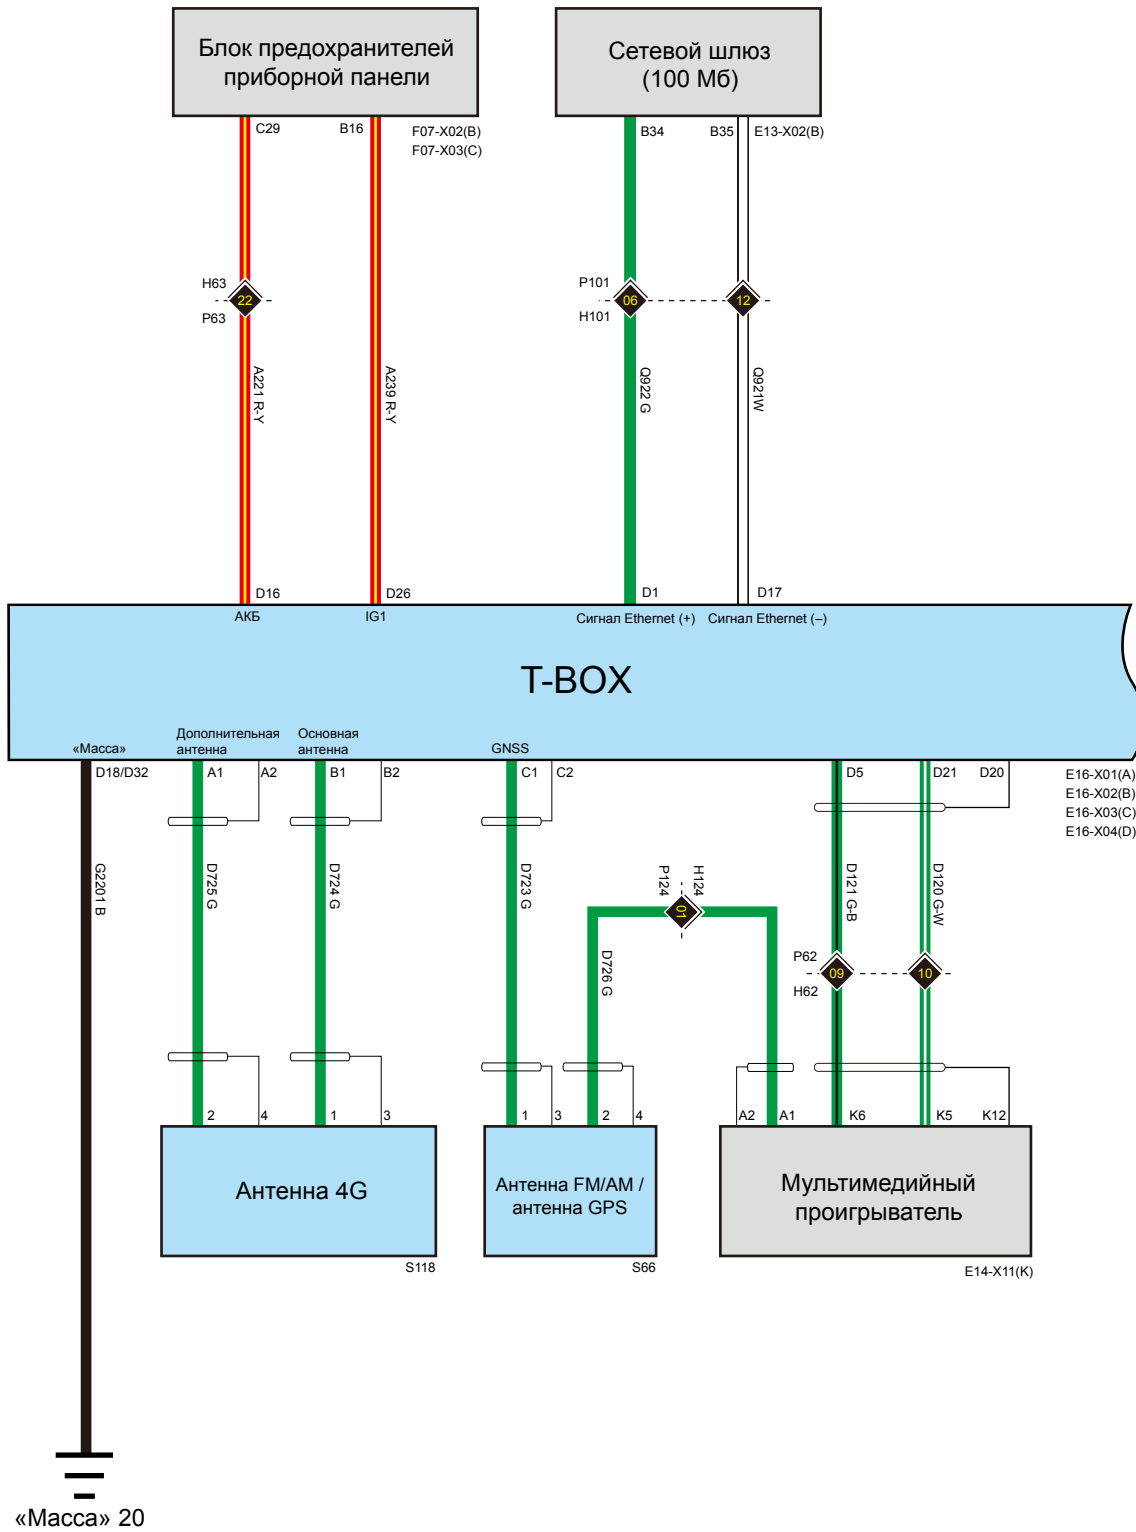 Блок предохранителей
приборной панели
Сетевой шлюз
(100 Мб)
C29
B16
F07-X02(B)
F07-X03(C)
B34
B35
E13-X02(B)
H63
22
P63
P101
06
12
H101
A221 R-Y
A239 R-Y
Q922 G
Q921W
D16
D26
D1
D17
АКБ
IG1
Сигнал Ethernet (+)
Сигнал Ethernet (–)
T-BOX
«Масса»
Дополнительная
антенна
Основная
антенна
GNSS
D18/D32
A1
A2
B1
B2
C1
C2
D5
D21
D20
E16-X01(A)
E16-X02(B)
E16-X03(C)
E16-X04(D)
G2201 B
D725 G
D724 G
D723 G
P124
H124
01
D726 G
D121 G-B
D120 G-W
P62
09
10
H62
2
4
1
3
1
3
2
4
A2
A1
K6
K5
K12
Антенна 4G
Антенна FM/AM /
антенна GPS
Мультимедийный
проигрыватель
S118
S66
E14-X11(K)
«Масса» 20